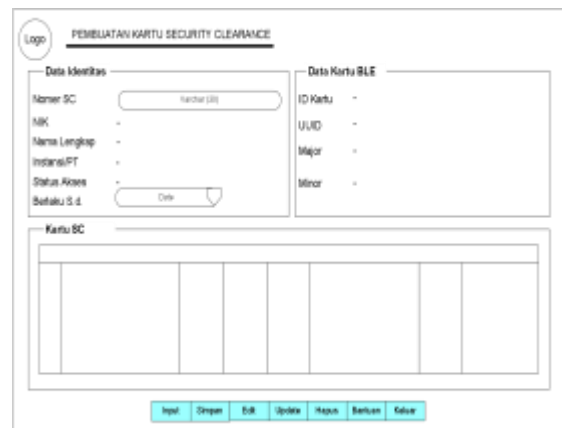 Logo
PEMBUATAN KARTU SECURITY CLEARANCE
Data Identitas
Nomer SC
NIK -
Nama Lengkap -
Instansi/PT -
Status Akses -
Berlaku S.d. Date
Data Kartu BLE
ID Kartu -
UUID -
Major -
Minor -
Kartu SC
Input Simpan Edit Update Hapus Bantuan Keluar